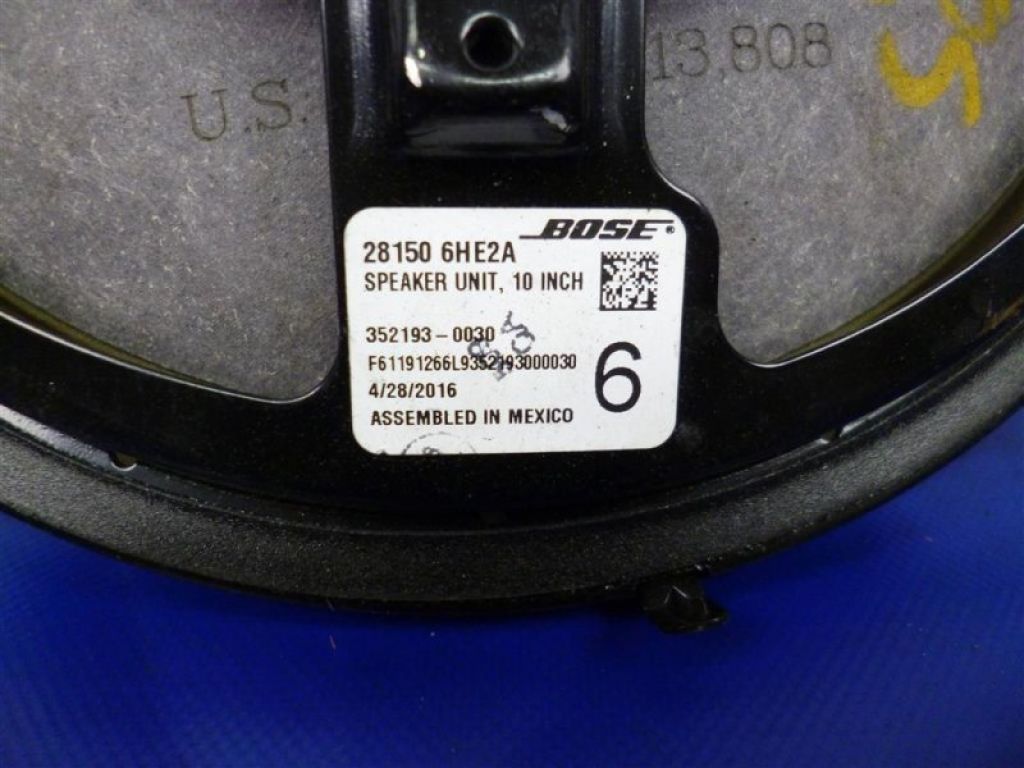 U.S. 13,808
BOSE®
28150 6HE2A
SPEAKER UNIT, 10 INCH
352193-0030
F61191266L9352193000030
6
4/28/2016
ASSEMBLED IN MEXICO